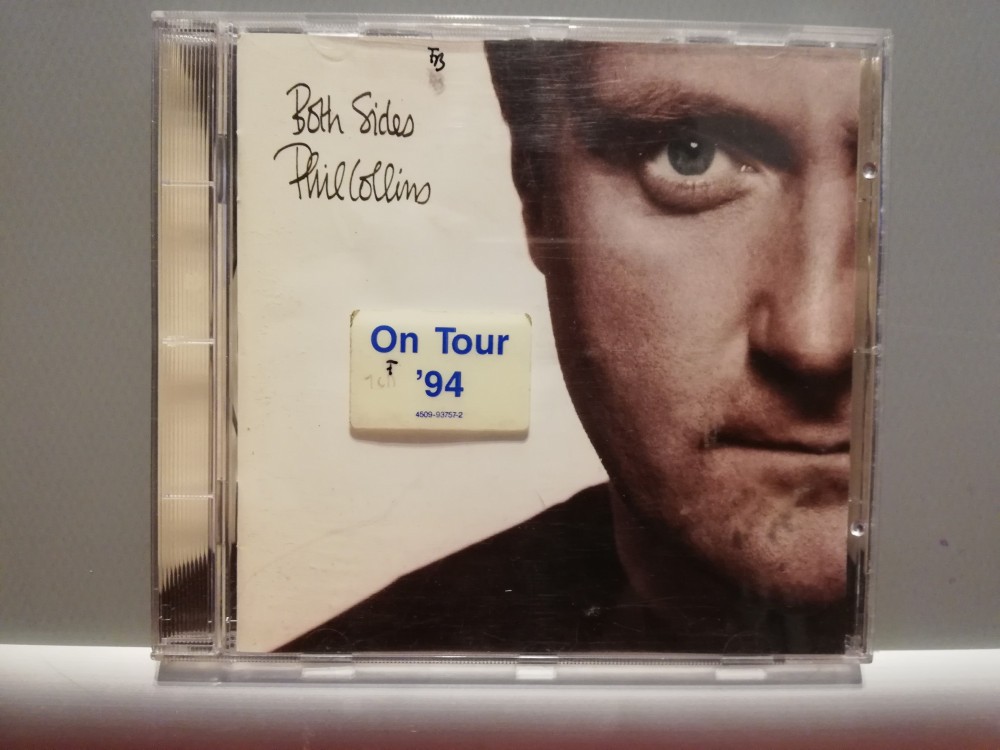 Both Sides
Phil Collins
On Tour
'94
4509-93757-2